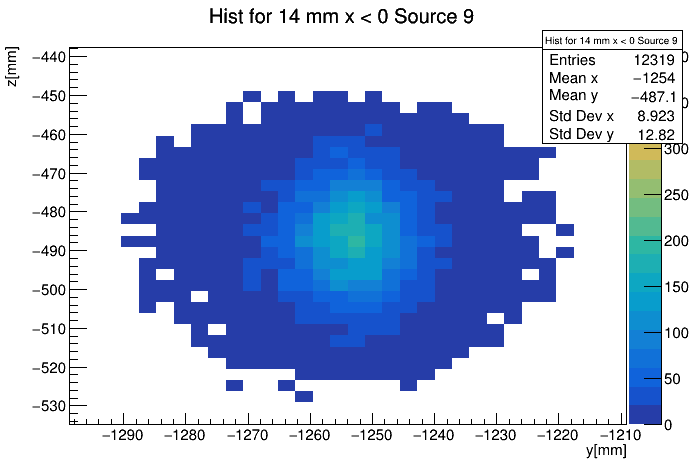 Hist for 14 mm x < 0 Source 9
z[mm]
−440
−450
−460
−470
−480
−490
−500
−510
−520
−530
Hist for 14 mm x < 0 Source 9
Entries 12319
Mean x −1254
Mean y −487.1
Std Dev x 8.923
Std Dev y 12.82
300
250
200
150
100
50
0
−1290 −1280 −1270 −1260 −1250 −1240 −1230 −1220 −1210
y[mm]